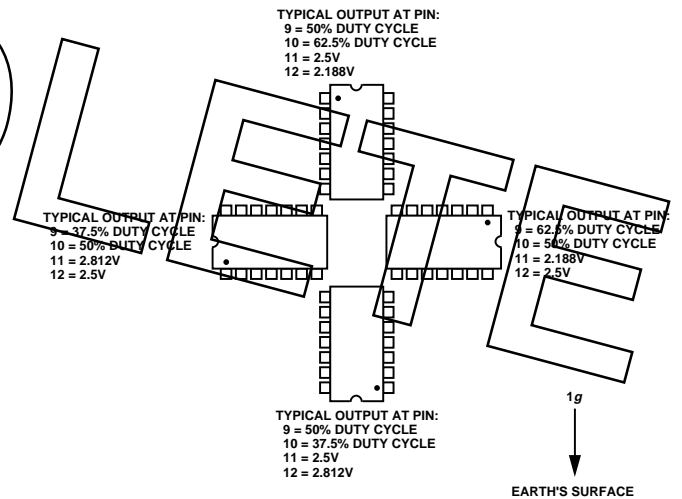 TYPICAL OUTPUT AT PIN:
9 = 50% DUTY CYCLE
10 = 62.5% DUTY CYCLE
11 = 2.5V
12 = 2.188V
LETE
TYPICAL OUTPUT AT PIN:
9 = 37.5% DUTY CYCLE
10 = 50% DUTY CYCLE
11 = 2.812V
12 = 2.5V
TYPICAL OUTPUT AT PIN:
9 = 62.5% DUTY CYCLE
10 = 50% DUTY CYCLE
11 = 2.188V
12 = 2.5V
TYPICAL OUTPUT AT PIN:
9 = 50% DUTY CYCLE
10 = 37.5% DUTY CYCLE
11 = 2.5V
12 = 2.812V
1g
EARTH'S SURFACE